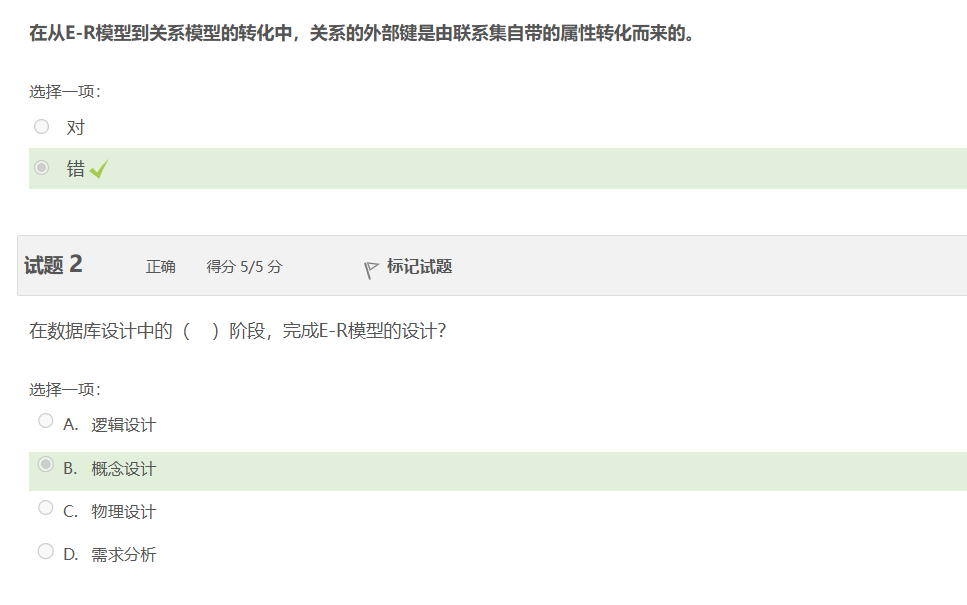 在从E-R模型到关系模型的转化中，关系的外部键是由联系集自带的属性转化而来的。
选择一项：
对
错
试题 2 正确 得分 5/5 分 标记试题
在数据库设计中的（ ）阶段，完成E-R模型的设计？
选择一项：
A. 逻辑设计
B. 概念设计
C. 物理设计
D. 需求分析